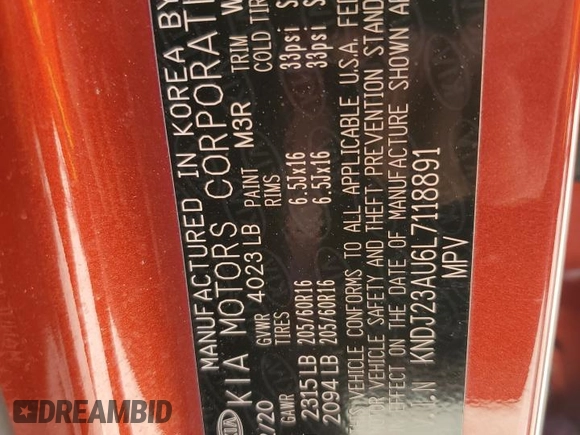 MANUFACTURED IN KOREA BY
KIA MOTORS CORPORATI
/20 GVWR 4023 LB PAINT M3R TRIM W
GAWR TIRES RIMS COLD TIR
2315 LB 205/60R16 6.5Jx16 33psi
2094 LB 205/60R16 6.5Jx16 33psi
VEHICLE CONFORMS TO ALL APPLICABLE U.S.A. FE
VEHICLE SAFETY AND THEFT PREVENTION STAND
EFFECT ON THE DATE OF MANUFACTURE SHOWN A
KNDJ23AU6L7118891
MPV
KIA
DREAMBID